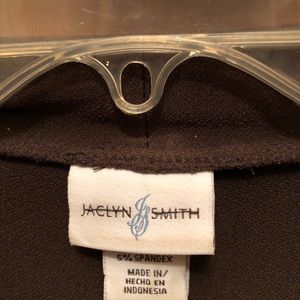 JACLYN JS SMITH
5% SPANDEX
MADE IN/
HECHO EN
INDONESIA